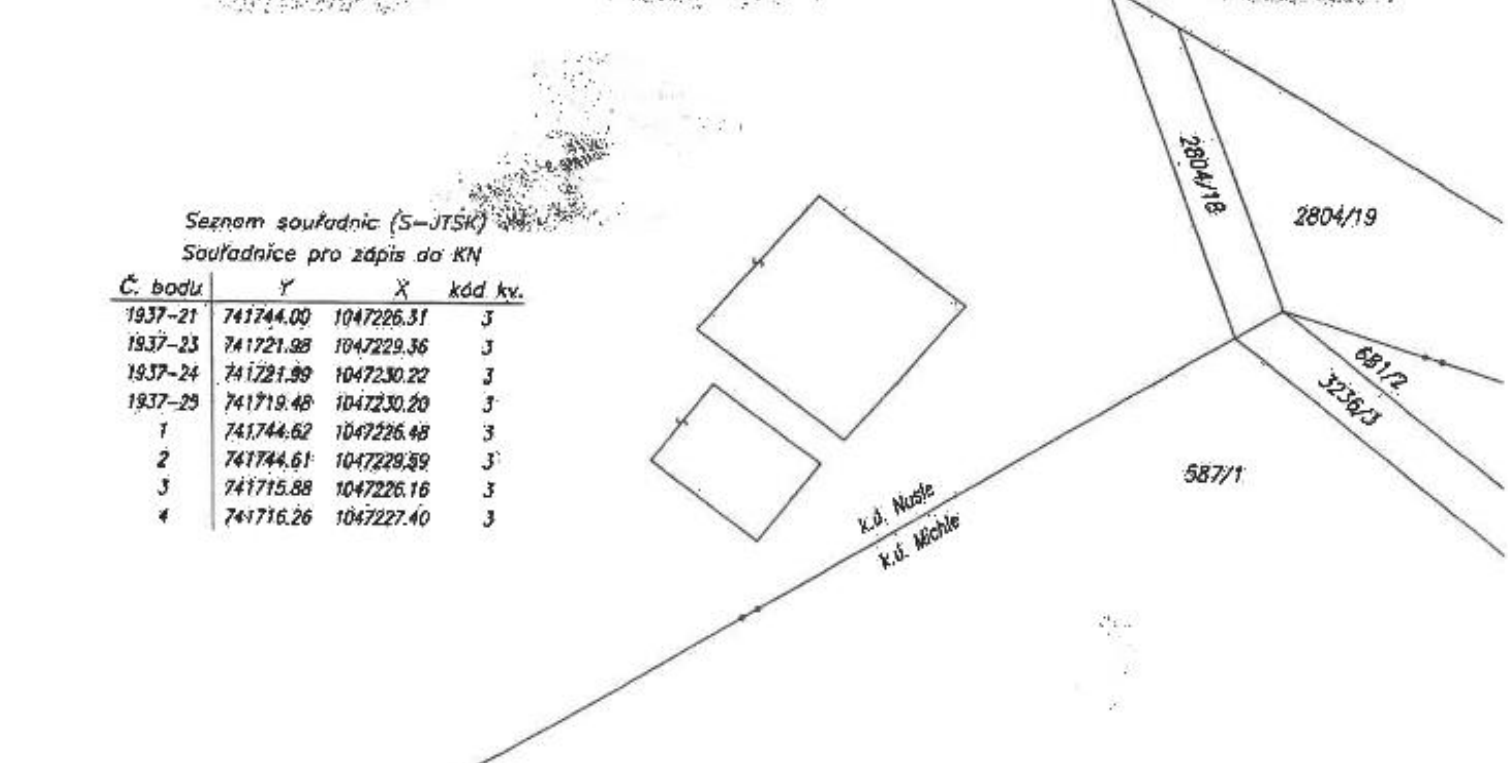 Seznam souřadnic (S-JTSK)
Souřadnice pro zápis do KN
Č. bodu Y X kód kv.
1937-21 741744.00 1047226.31 3
1937-23 741721.98 1047229.36 3
1937-24 741721.99 1047230.22 3
1937-25 741719.48 1047230.20 3
1 741744.62 1047226.48 3
2 741744.61 1047229.59 3
3 741715.88 1047226.16 3
4 741716.26 1047227.40 3
2804/18
2804/19
681/2
3236/3
687/1
k.ú. Nusle
k.ú. Michle